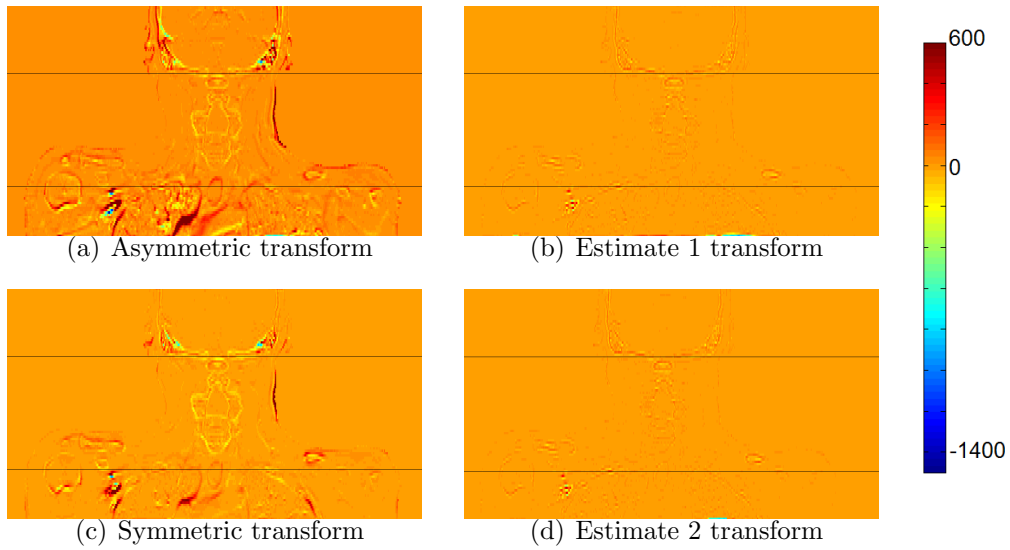 600
0
-1400
(a) Asymmetric transform
(b) Estimate 1 transform
(c) Symmetric transform
(d) Estimate 2 transform